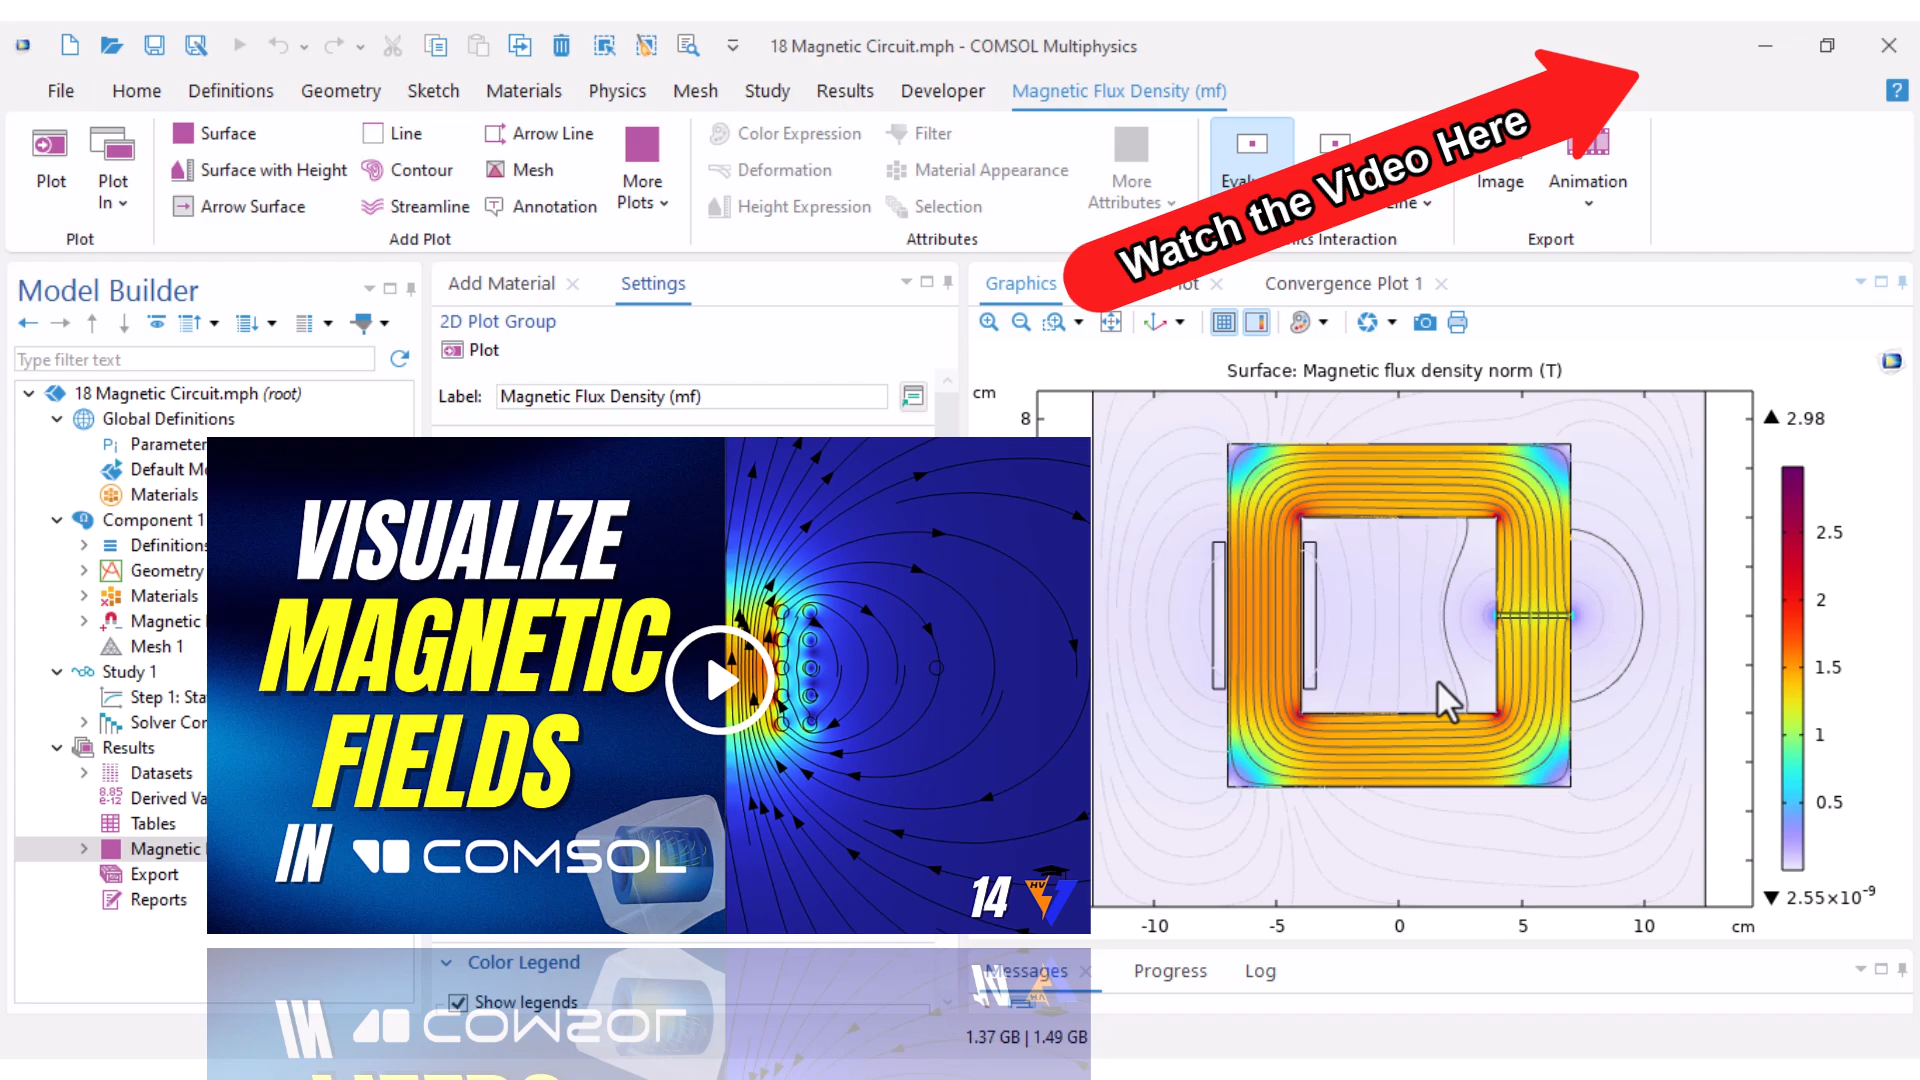 18 Magnetic Circuit.mph - COMSOL Multiphysics
File Home Definitions Geometry Sketch Materials Physics Mesh Study Results Developer Magnetic Flux Density (mf)
?
Plot
Plot In
Plot
Surface
Surface with Height
Arrow Surface
Line
Contour
Streamline
Arrow Line
Mesh
Annotation
More Plots
Add Plot
Color Expression
Deformation
Height Expression
Filter
Material Appearance
Selection
More Attributes
Attributes
Image
Animation
Interaction
Export
Watch the Video Here
Model Builder
Type filter text
18 Magnetic Circuit.mph (root)
Global Definitions
Pi Parameter
Default Mo
Materials
Component 1
Definitions
Geometry
Materials
Magnetic
Mesh 1
Study 1
Step 1: Sta
Solver Con
Results
Datasets
8.85
e-12
Derived Va
Tables
Magnetic
Export
Reports
Add Material
Settings
2D Plot Group
Plot
Label: Magnetic Flux Density (mf)
Color Legend
Show legends
VISUALIZE
MAGNETIC
FIELDS
IN COMSOL
14
HV
Graphics
Convergence Plot 1
Surface: Magnetic flux density norm (T)
cm
8
2.98
2.5
2
1.5
1
0.5
2.55×10⁻⁹
-10 -5 0 5 10 cm
Messages Progress Log
1.37 GB | 1.49 GB